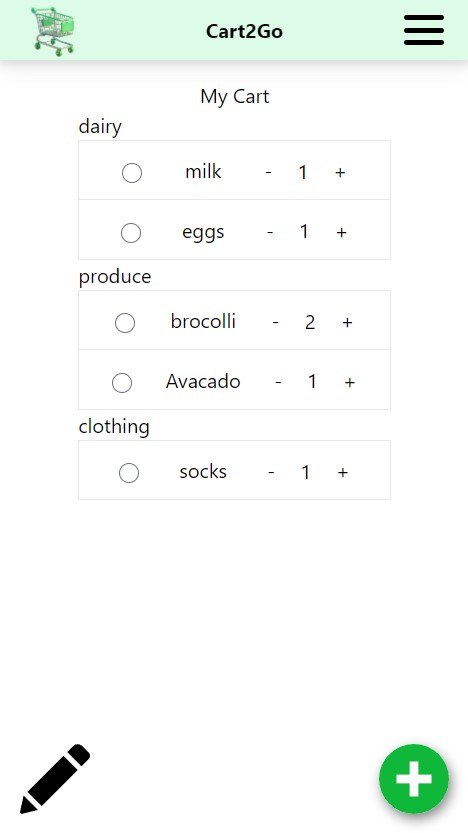 Cart2Go
My Cart
dairy
milk - 1 +
eggs - 1 +
produce
brocolli - 2 +
Avacado - 1 +
clothing
socks - 1 +